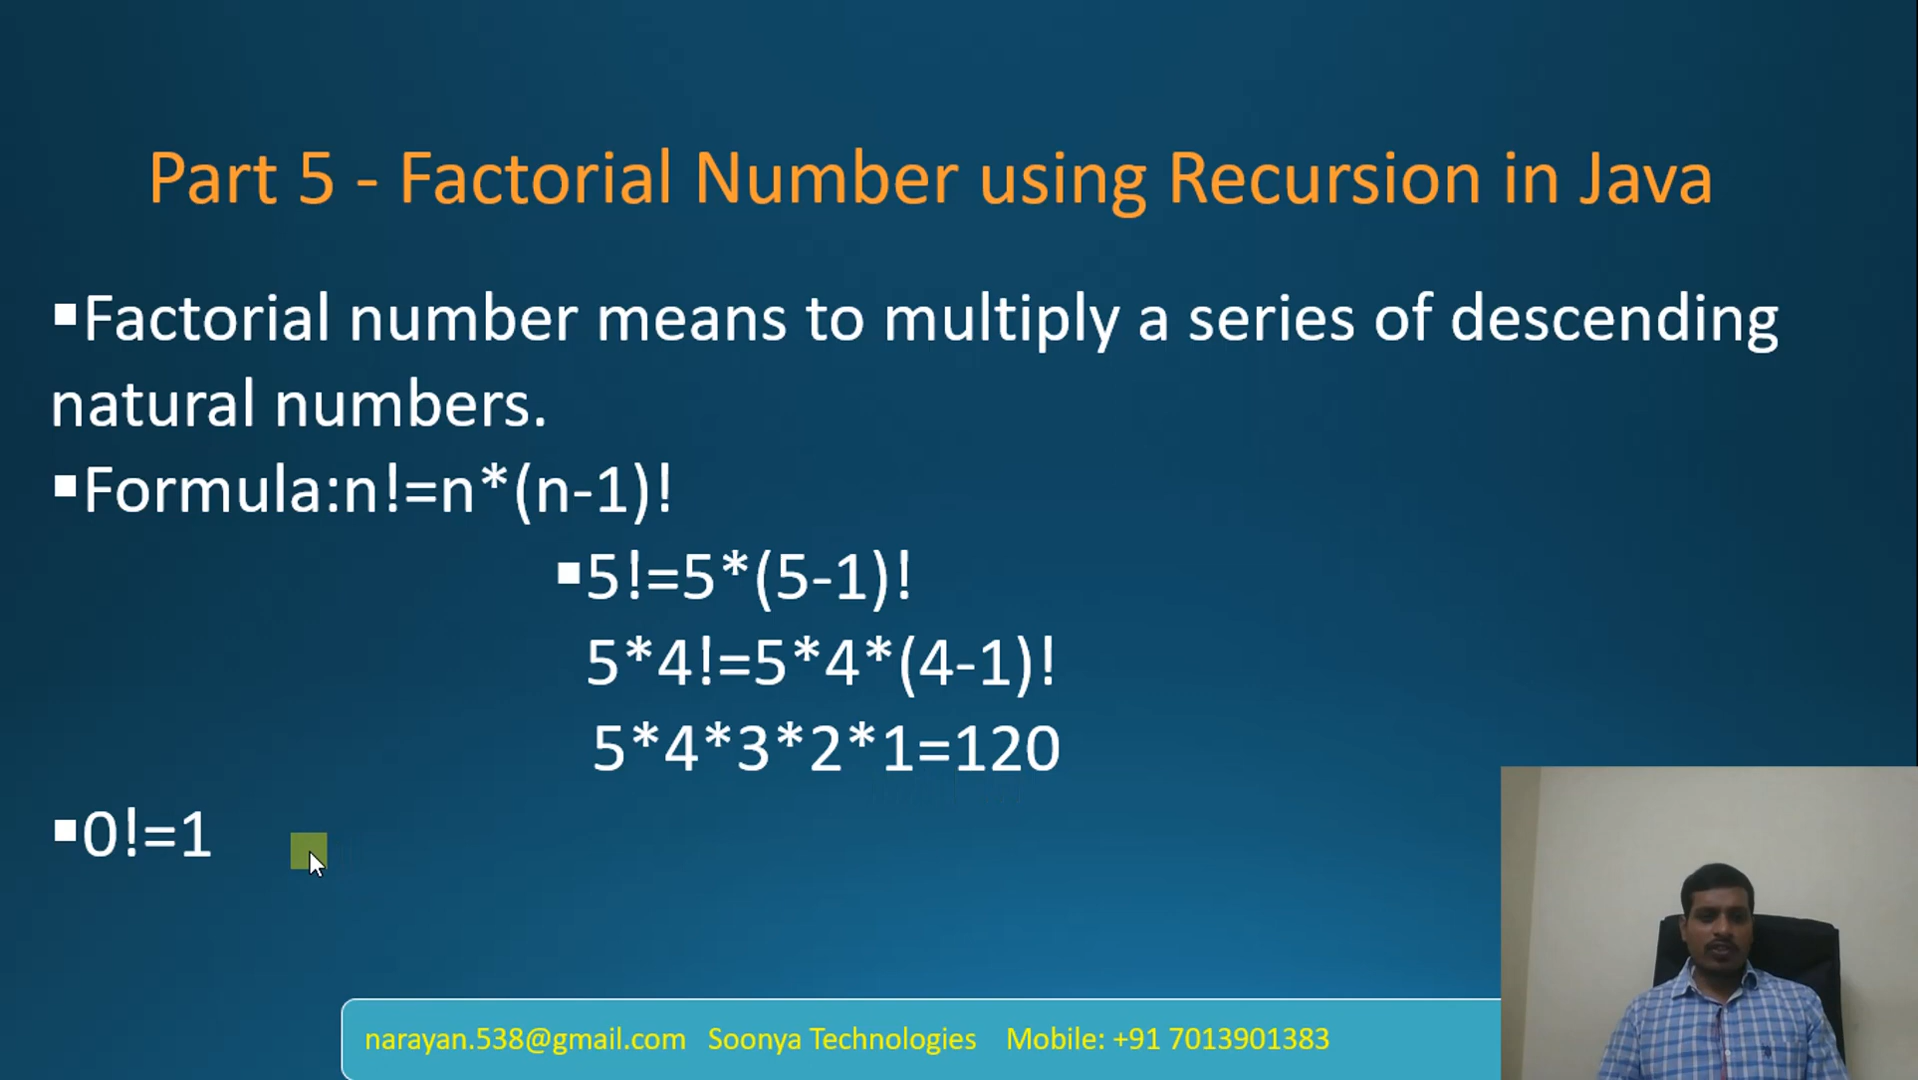 Part 5 - Factorial Number using Recursion in Java
▪Factorial number means to multiply a series of descending
natural numbers.
▪Formula:n!=n*(n-1)!
▪5!=5*(5-1)!
5*4!=5*4*(4-1)!
5*4*3*2*1=120
▪0!=1
narayan.538@gmail.com Soonya Technologies Mobile: +91 7013901383